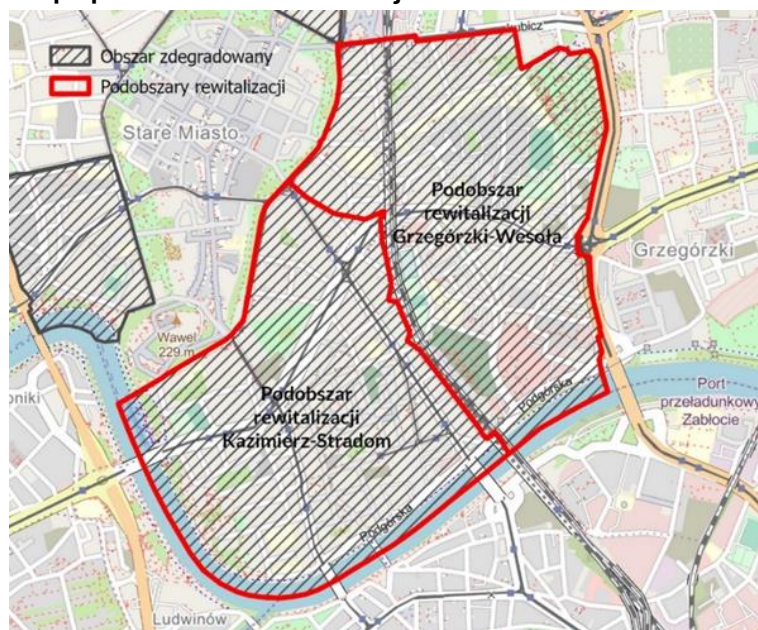 Obszar zdegradowany
Podobszary rewitalizacji
Stare Miasto
Podobszar
rewitalizacji
Grzegórzki-Wesoła
Grzegórzki
Wawel
229 m
Podobszar
rewitalizacji
Kazimierz-Stradom
Podgórska
Port
przeładunkowy
Zabłocie
Podgórska
Ludwinów